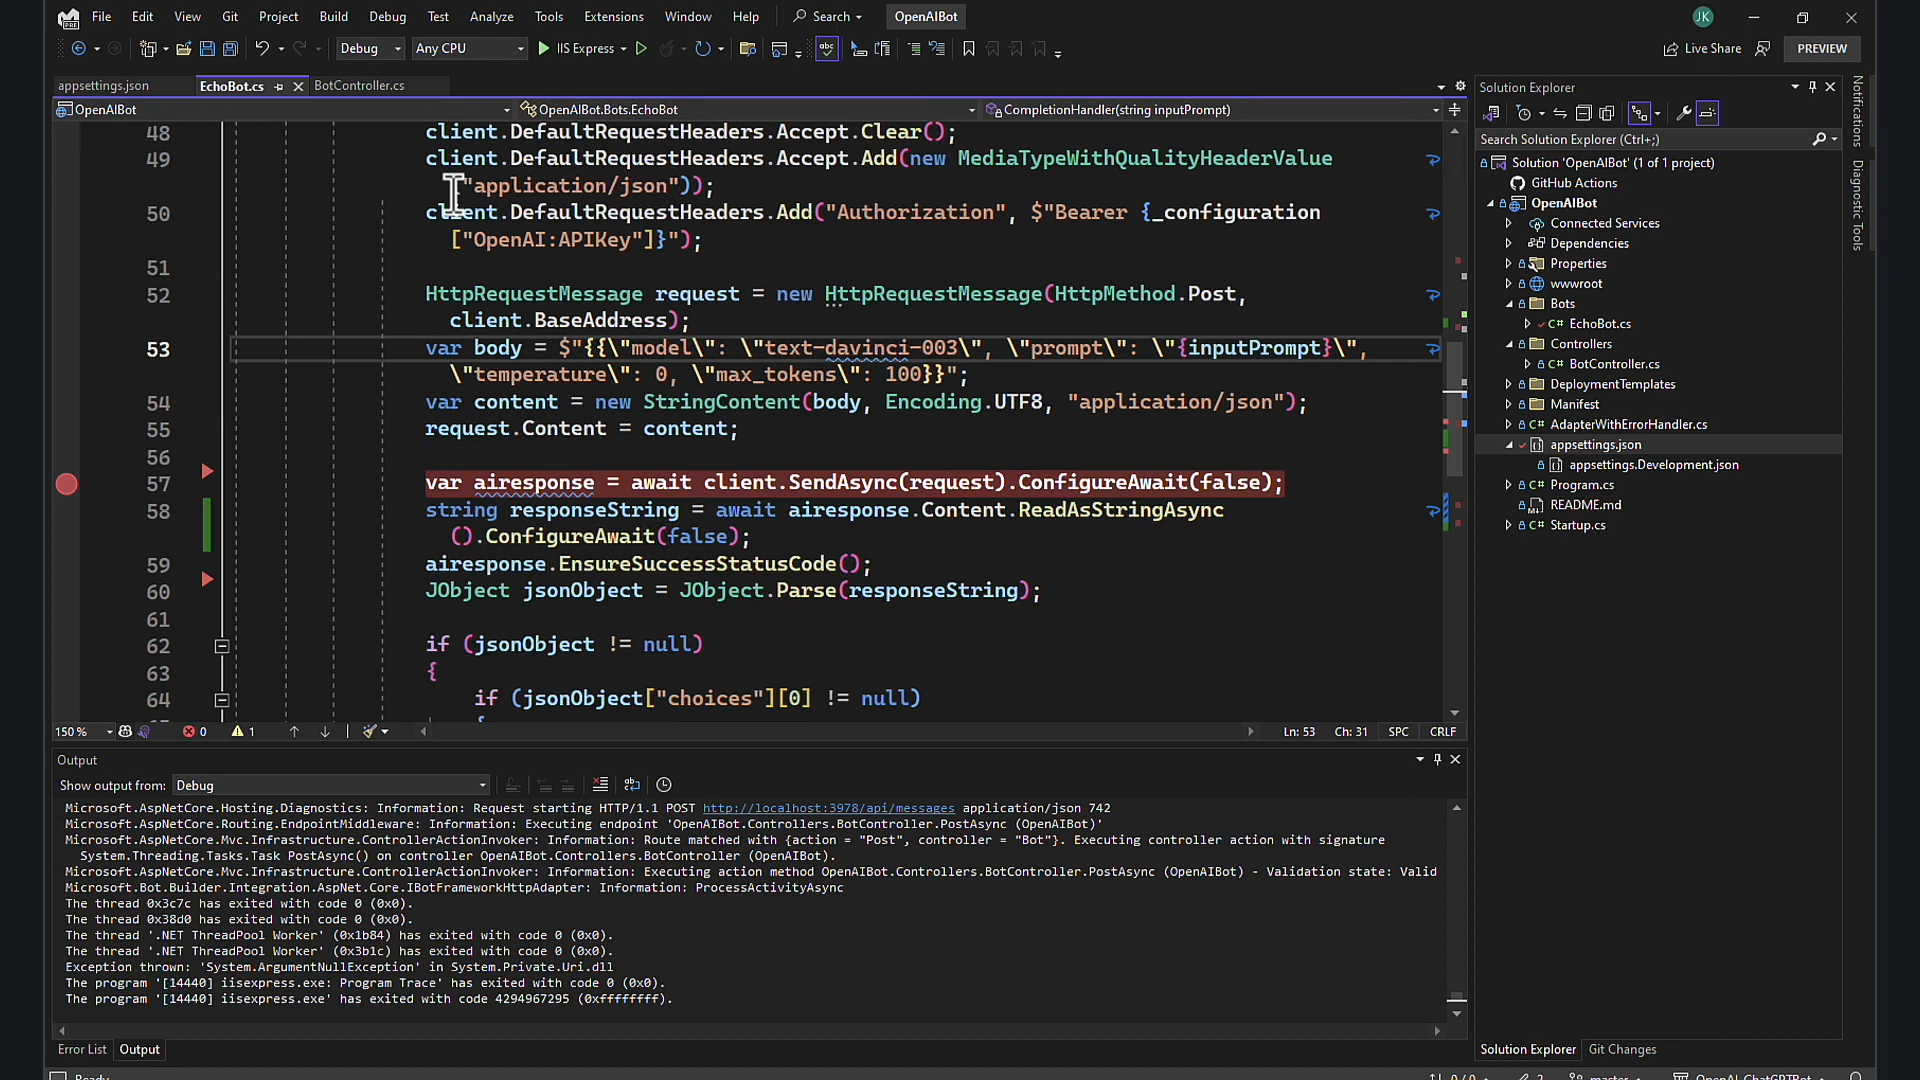 File Edit View Git Project Build Debug Test Analyze Tools Extensions Window Help Search OpenAIBot JK
Debug Any CPU IIS Express abc Live Share PREVIEW
appsettings.json EchoBot.cs BotController.cs
OpenAIBot OpenAIBot.Bots.EchoBot CompletionHandler(string inputPrompt)
48 client.DefaultRequestHeaders.Accept.Clear();
49 client.DefaultRequestHeaders.Accept.Add(new MediaTypeWithQualityHeaderValue
"application/json"));
50 client.DefaultRequestHeaders.Add("Authorization", $"Bearer {_configuration
["OpenAI:APIKey"]}");
51
52 HttpRequestMessage request = new HttpRequestMessage(HttpMethod.Post,
client.BaseAddress);
53 var body = $"{{\"model\": \"text-davinci-003\", \"prompt\": \"{inputPrompt}\",
\"temperature\": 0, \"max_tokens\": 100}}";
54 var content = new StringContent(body, Encoding.UTF8, "application/json");
55 request.Content = content;
56
57 var airesponse = await client.SendAsync(request).ConfigureAwait(false);
58 string responseString = await airesponse.Content.ReadAsStringAsync
().ConfigureAwait(false);
59 airesponse.EnsureSuccessStatusCode();
60 JObject jsonObject = JObject.Parse(responseString);
61
62 if (jsonObject != null)
63 {
64 if (jsonObject["choices"][0] != null)
150 % 0 1 Ln: 53 Ch: 31 SPC CRLF
Output
Show output from: Debug
Microsoft.AspNetCore.Hosting.Diagnostics: Information: Request starting HTTP/1.1 POST http://localhost:3978/api/messages application/json 742
Microsoft.AspNetCore.Routing.EndpointMiddleware: Information: Executing endpoint 'OpenAIBot.Controllers.BotController.PostAsync (OpenAIBot)'
Microsoft.AspNetCore.Mvc.Infrastructure.ControllerActionInvoker: Information: Route matched with {action = "Post", controller = "Bot"}. Executing controller action with signature
System.Threading.Tasks.Task PostAsync() on controller OpenAIBot.Controllers.BotController (OpenAIBot).
Microsoft.AspNetCore.Mvc.Infrastructure.ControllerActionInvoker: Information: Executing action method OpenAIBot.Controllers.BotController.PostAsync (OpenAIBot) - Validation state: Valid
Microsoft.Bot.Builder.Integration.AspNet.Core.IBotFrameworkHttpAdapter: Information: ProcessActivityAsync
The thread 0x3c7c has exited with code 0 (0x0).
The thread 0x38d0 has exited with code 0 (0x0).
The thread '.NET ThreadPool Worker' (0x1b84) has exited with code 0 (0x0).
The thread '.NET ThreadPool Worker' (0x3b1c) has exited with code 0 (0x0).
Exception thrown: 'System.ArgumentNullException' in System.Private.Uri.dll
The program '[14440] iisexpress.exe: Program Trace' has exited with code 0 (0x0).
The program '[14440] iisexpress.exe' has exited with code 4294967295 (0xffffffff).
Error List Output
Solution Explorer
Search Solution Explorer (Ctrl+;)
Solution 'OpenAIBot' (1 of 1 project)
GitHub Actions
OpenAIBot
Connected Services
Dependencies
Properties
wwwroot
Bots
C# EchoBot.cs
Controllers
C# BotController.cs
DeploymentTemplates
Manifest
C# AdapterWithErrorHandler.cs
appsettings.json
appsettings.Development.json
C# Program.cs
README.md
C# Startup.cs
Solution Explorer Git Changes
Notifications
Diagnostic Tools